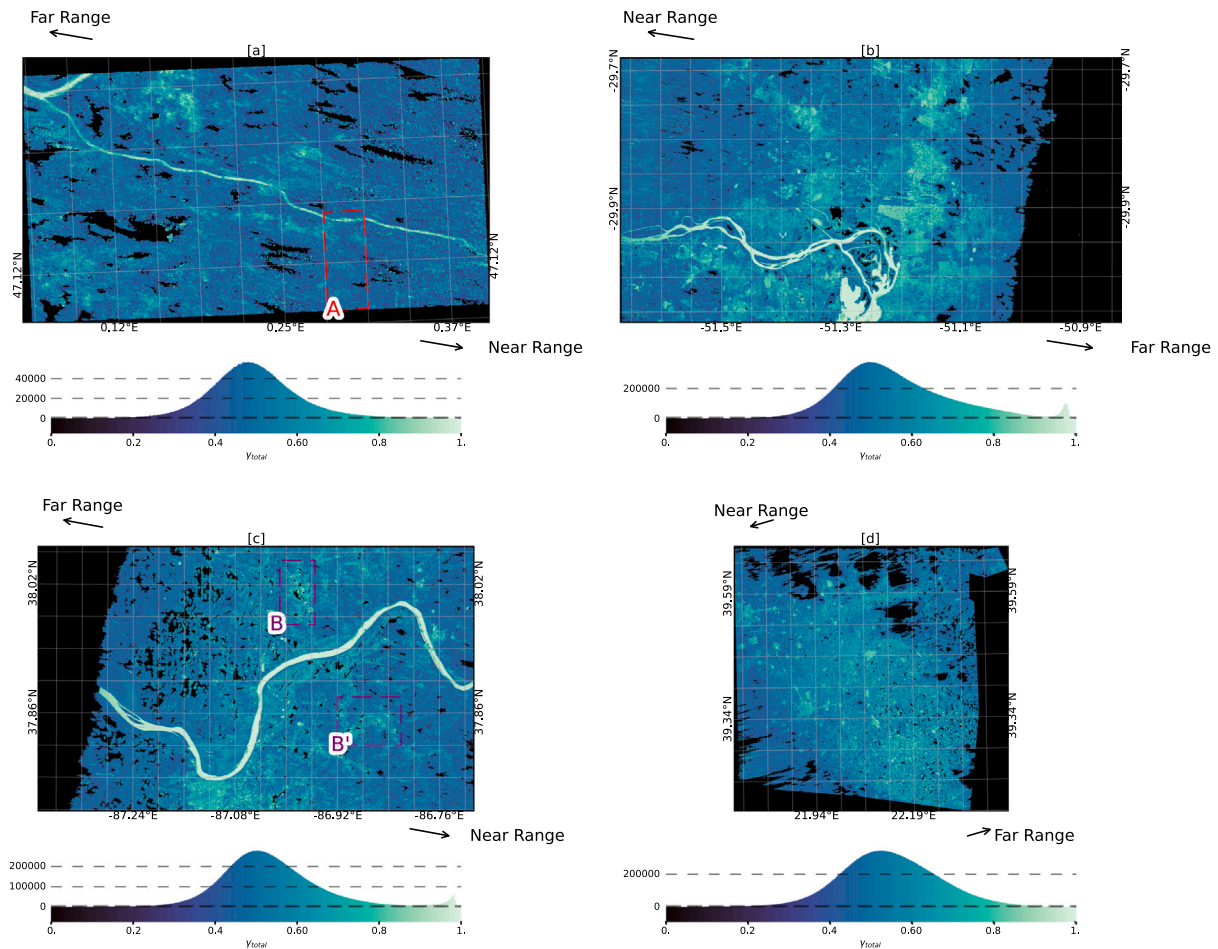 Far Range
[a]
47.12°N
47.12°N
A
0.12°E
0.25°E
0.37°E
Near Range
40000
20000
0
0.
0.2
0.4
0.60
0.8
1.
γtotal
Near Range
[b]
-29.7°N
-29.7°N
-29.9°N
-29.9°N
-51.5°E
-51.3°E
-51.1°E
-50.9°E
Far Range
200000
0
0.
0.2
0.4
0.60
0.8
1.
γtotal
Far Range
[c]
38.02°N
38.02°N
B
37.86°N
37.86°N
B'
-87.24°E
-87.08°E
-86.92°E
-86.76°E
Near Range
200000
100000
0
0.
0.2
0.4
0.60
0.8
1.
γtotal
Near Range
[d]
39.59°N
39.59°N
39.34°N
39.34°N
21.94°E
22.19°E
Far Range
200000
0
0.
0.2
0.4
0.60
0.8
1.
γtotal